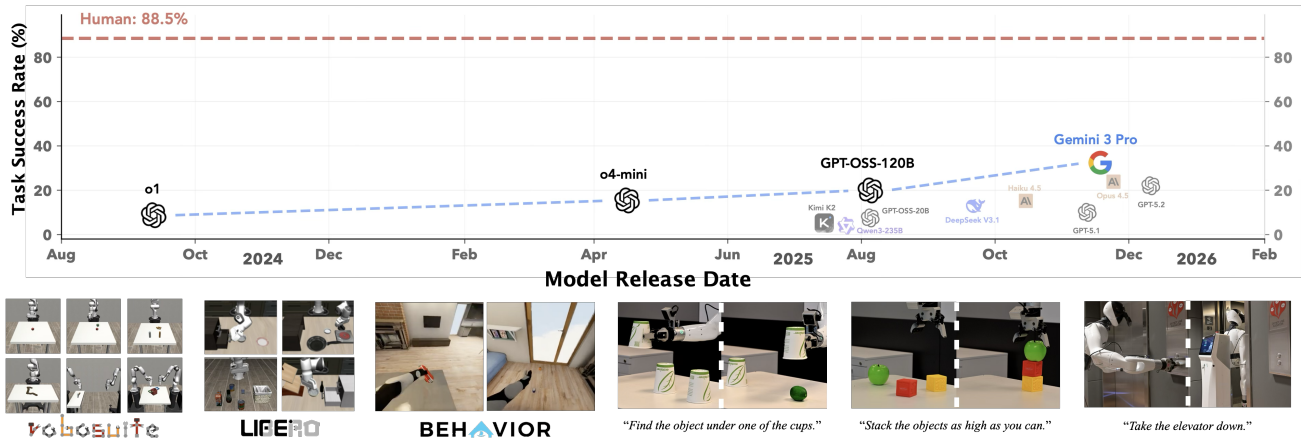 Human: 88.5%
Task Success Rate (%)
80
60
40
20
0
80
60
40
20
0
o1
o4-mini
GPT-OSS-120B
Gemini 3 Pro
Kimi K2
Qwen3-235B
GPT-OSS-20B
DeepSeek V3.1
Haiku 4.5
Opus 4.5
GPT-5.1
GPT-5.2
Aug
Oct
2024
Dec
Feb
Apr
Jun
2025
Aug
Oct
Dec
2026
Feb
Model Release Date
robosuite
LIBERO
BEHAVIOR
"Find the object under one of the cups."
"Stack the objects as high as you can."
"Take the elevator down."